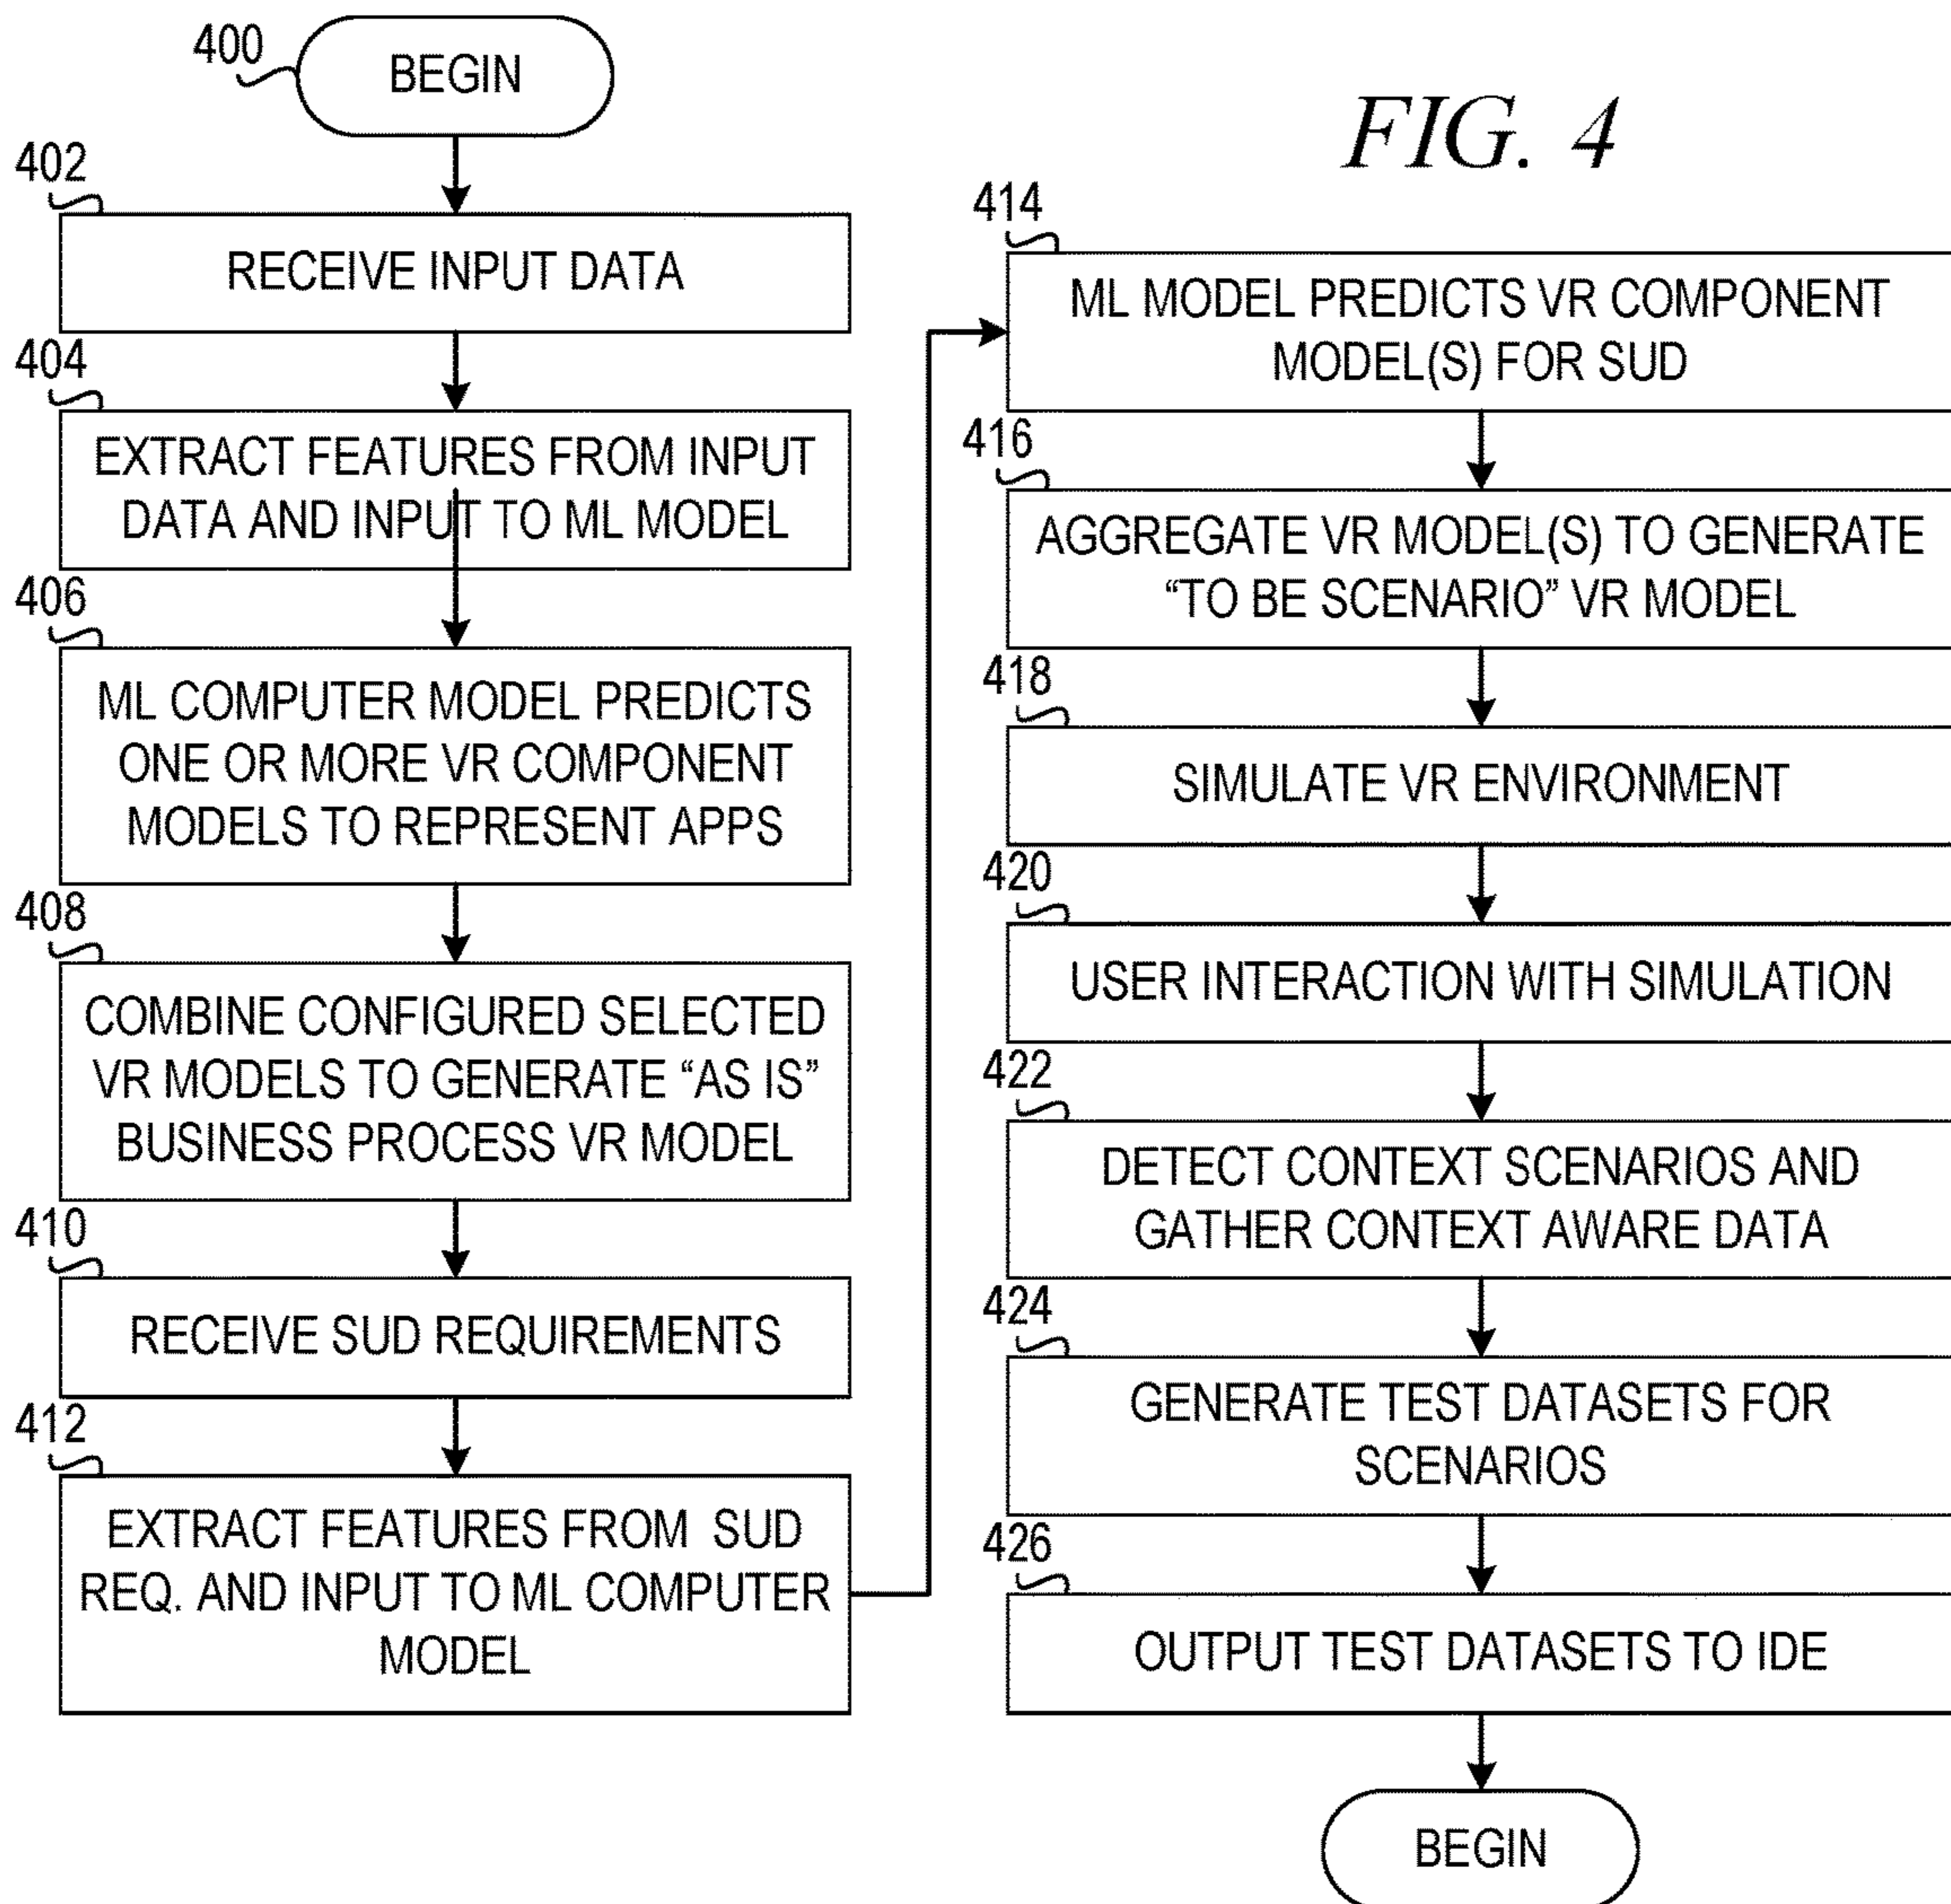 400
BEGIN
FIG. 4
402
RECEIVE INPUT DATA
404
EXTRACT FEATURES FROM INPUT
DATA AND INPUT TO ML MODEL
406
ML COMPUTER MODEL PREDICTS
ONE OR MORE VR COMPONENT
MODELS TO REPRESENT APPS
408
COMBINE CONFIGURED SELECTED
VR MODELS TO GENERATE “AS IS”
BUSINESS PROCESS VR MODEL
410
RECEIVE SUD REQUIREMENTS
412
EXTRACT FEATURES FROM SUD
REQ. AND INPUT TO ML COMPUTER
MODEL
414
ML MODEL PREDICTS VR COMPONENT
MODEL(S) FOR SUD
416
AGGREGATE VR MODEL(S) TO GENERATE
“TO BE SCENARIO” VR MODEL
418
SIMULATE VR ENVIRONMENT
420
USER INTERACTION WITH SIMULATION
422
DETECT CONTEXT SCENARIOS AND
GATHER CONTEXT AWARE DATA
424
GENERATE TEST DATASETS FOR
SCENARIOS
426
OUTPUT TEST DATASETS TO IDE
BEGIN